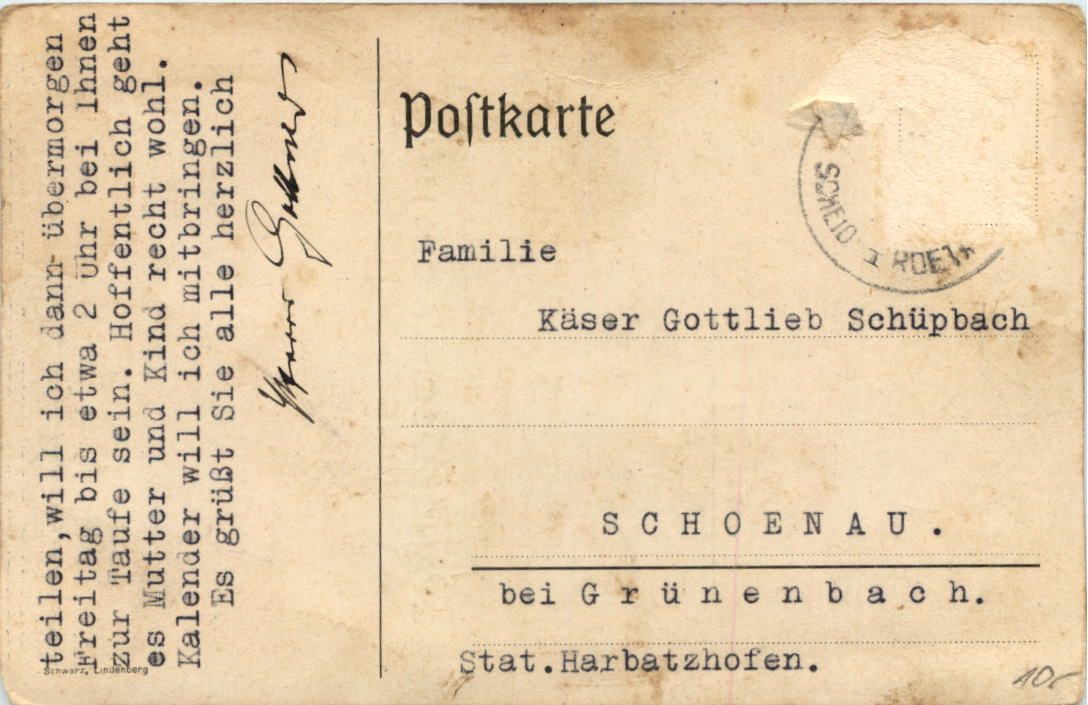 teilen,will ich dann übermorgen
Freitag bis etwa 2 Uhr bei Ihnen
zur Taufe sein. Hoffentlich geht
es Mutter und Kind recht wohl.
Kalender will ich mitbringen.
Es grüßt Sie alle herzlich
Schwarz, Lindenberg
Postkarte
Familie
Käser Gottlieb Schüpbach
SCHOENAU.
bei Grünenbach.
Stat.Harbatzhofen.
10.-